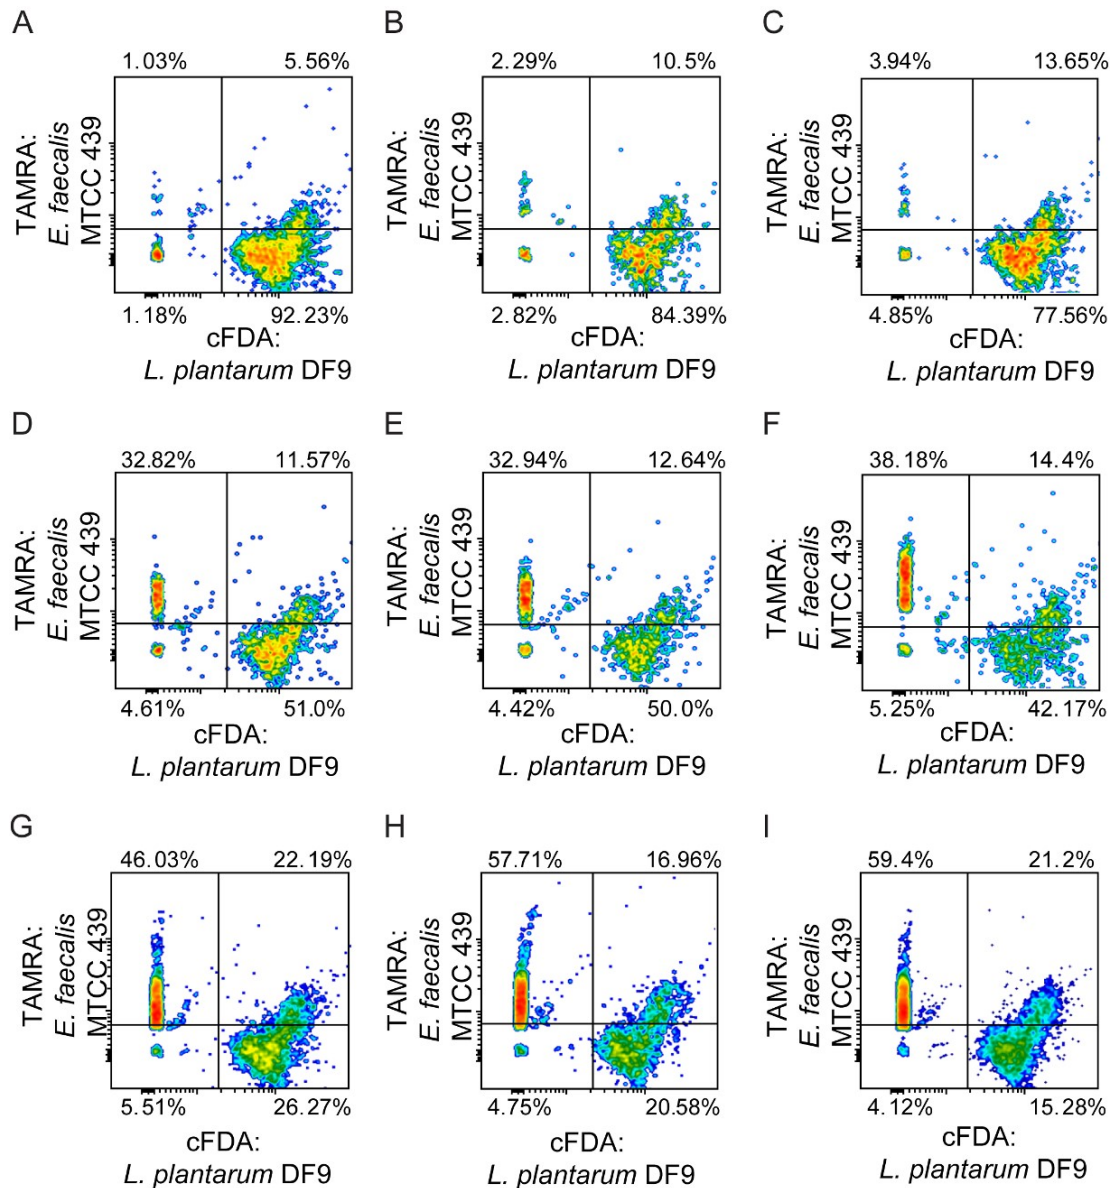 A
B
C
1.03%
5.56%
2.29%
10.5%
3.94%
13.65%
TAMRA:
E. faecalis
MTCC 439
TAMRA:
E. faecalis
MTCC 439
TAMRA:
E. faecalis
MTCC 439
1.18%
92.23%
2.82%
84.39%
4.85%
77.56%
cFDA:
L. plantarum DF9
cFDA:
L. plantarum DF9
cFDA:
L. plantarum DF9
D
E
F
32.82%
11.57%
32.94%
12.64%
38.18%
14.4%
TAMRA:
E. faecalis
MTCC 439
TAMRA:
E. faecalis
MTCC 439
TAMRA:
E. faecalis
MTCC 439
4.61%
51.0%
4.42%
50.0%
5.25%
42.17%
cFDA:
L. plantarum DF9
cFDA:
L. plantarum DF9
cFDA:
L. plantarum DF9
G
H
I
46.03%
22.19%
57.71%
16.96%
59.4%
21.2%
TAMRA:
E. faecalis
MTCC 439
TAMRA:
E. faecalis
MTCC 439
TAMRA:
E. faecalis
MTCC 439
5.51%
26.27%
4.75%
20.58%
4.12%
15.28%
cFDA:
L. plantarum DF9
cFDA:
L. plantarum DF9
cFDA:
L. plantarum DF9